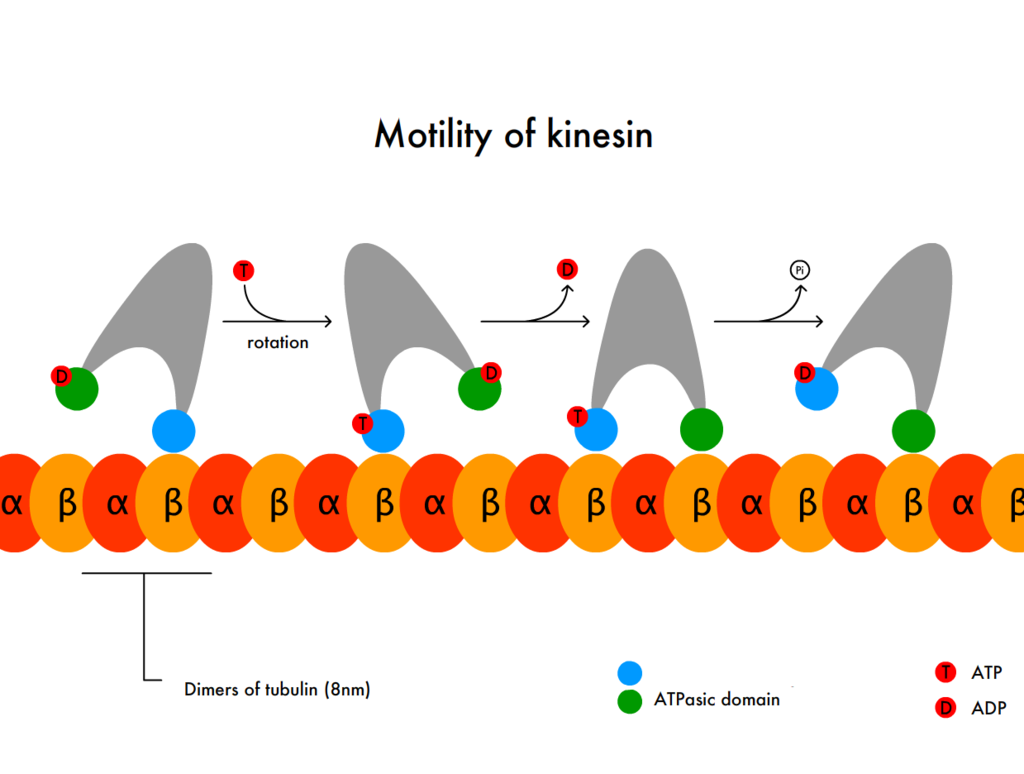 Motility of kinesin
T
D
Pi
rotation
D
D
D
T
T
α β α β α β α β α β α β α β α β α β α β
Dimers of tubulin (8nm)
ATPasic domain
T ATP
D ADP